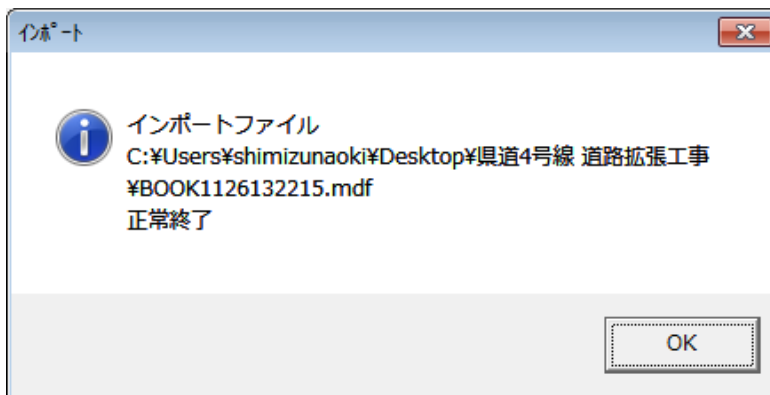 ｲﾝﾎﾟｰﾄ
インポートファイル
C:¥Users¥shimizunaoki¥Desktop¥県道4号線 道路拡張工事
¥BOOK1126132215.mdf
正常終了
OK